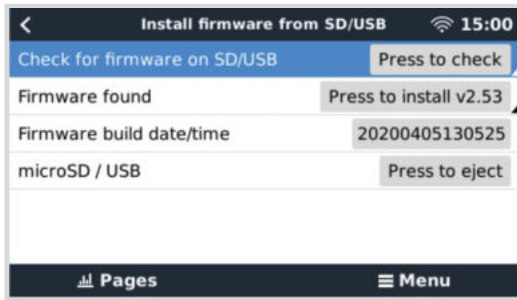 Install firmware from SD/USB 15:00
Check for firmware on SD/USB Press to check
Firmware found Press to install v2.53
Firmware build date/time 20200405130525
microSD / USB Press to eject
Pages Menu